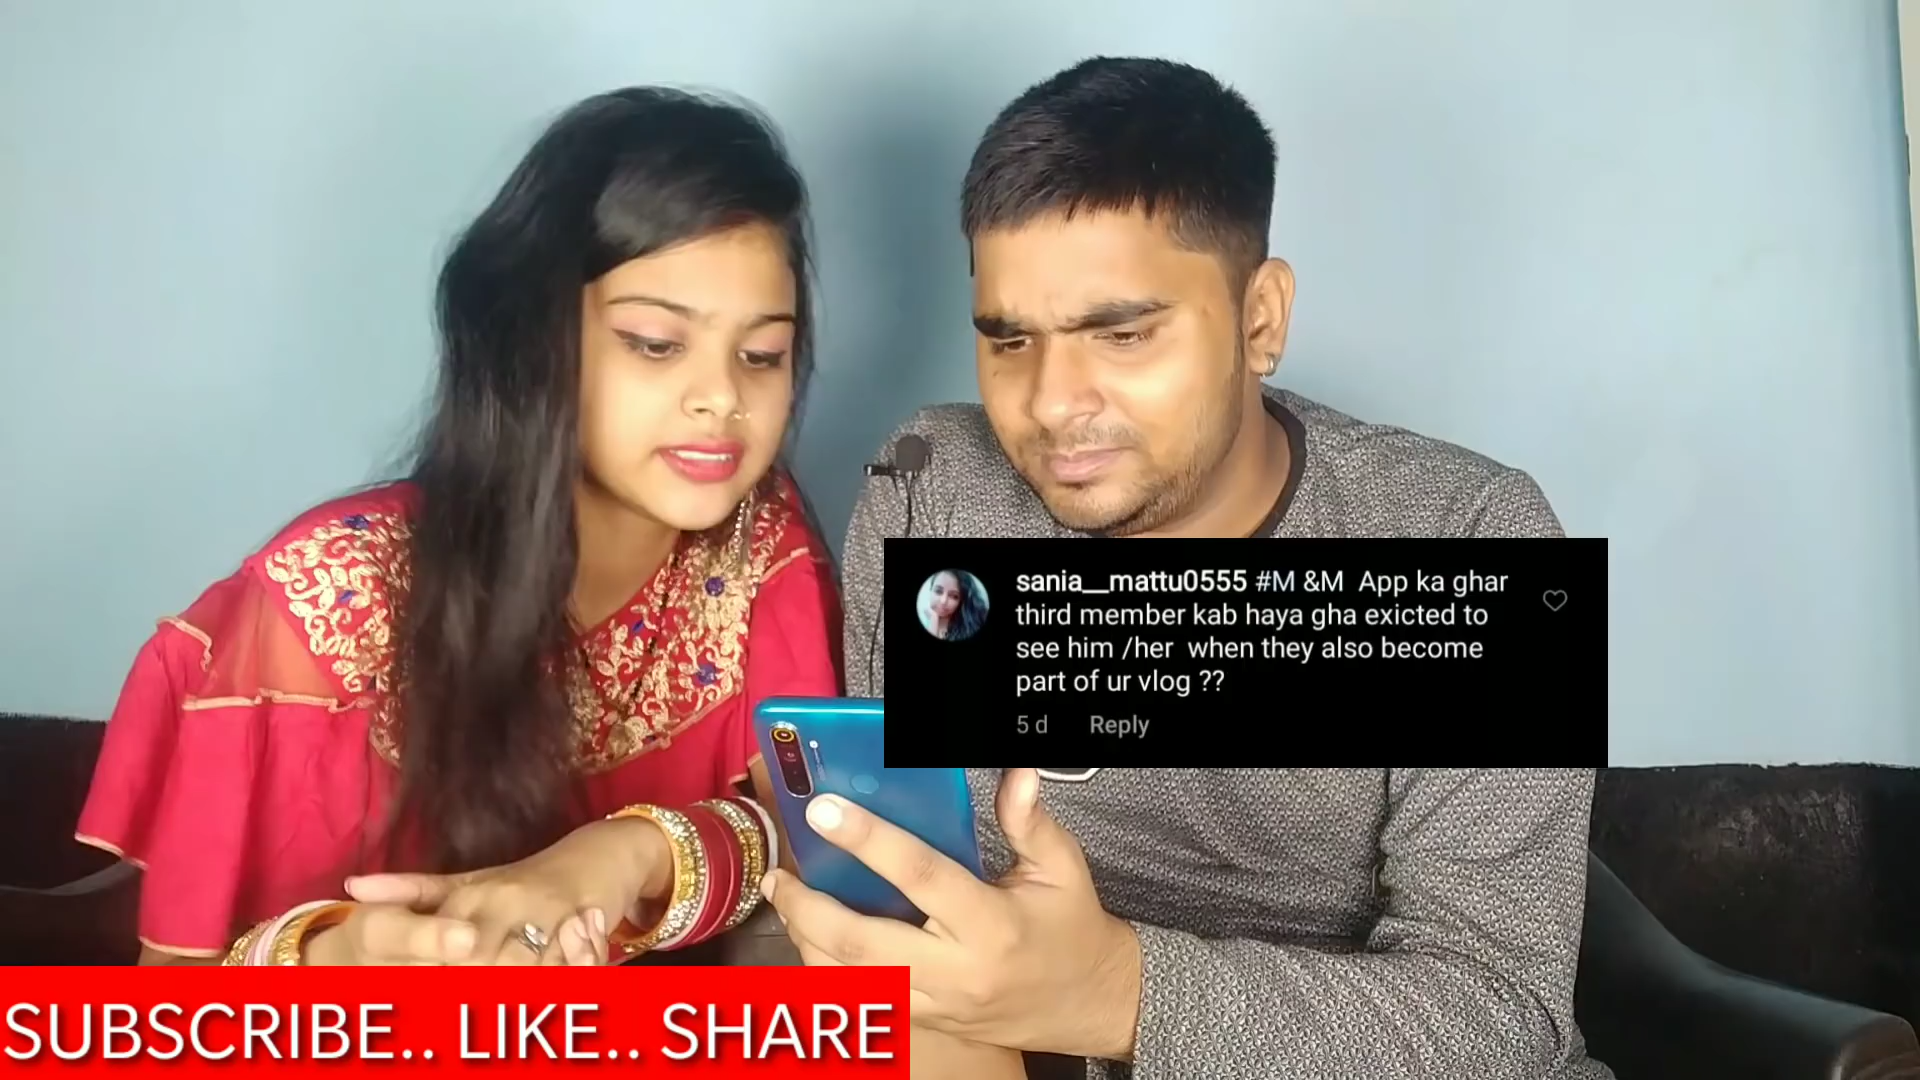 sania__mattu0555 #M &M App ka ghar
third member kab haya gha exicted to
see him /her when they also become
part of ur vlog ??
5 d Reply
SUBSCRIBE.. LIKE.. SHARE